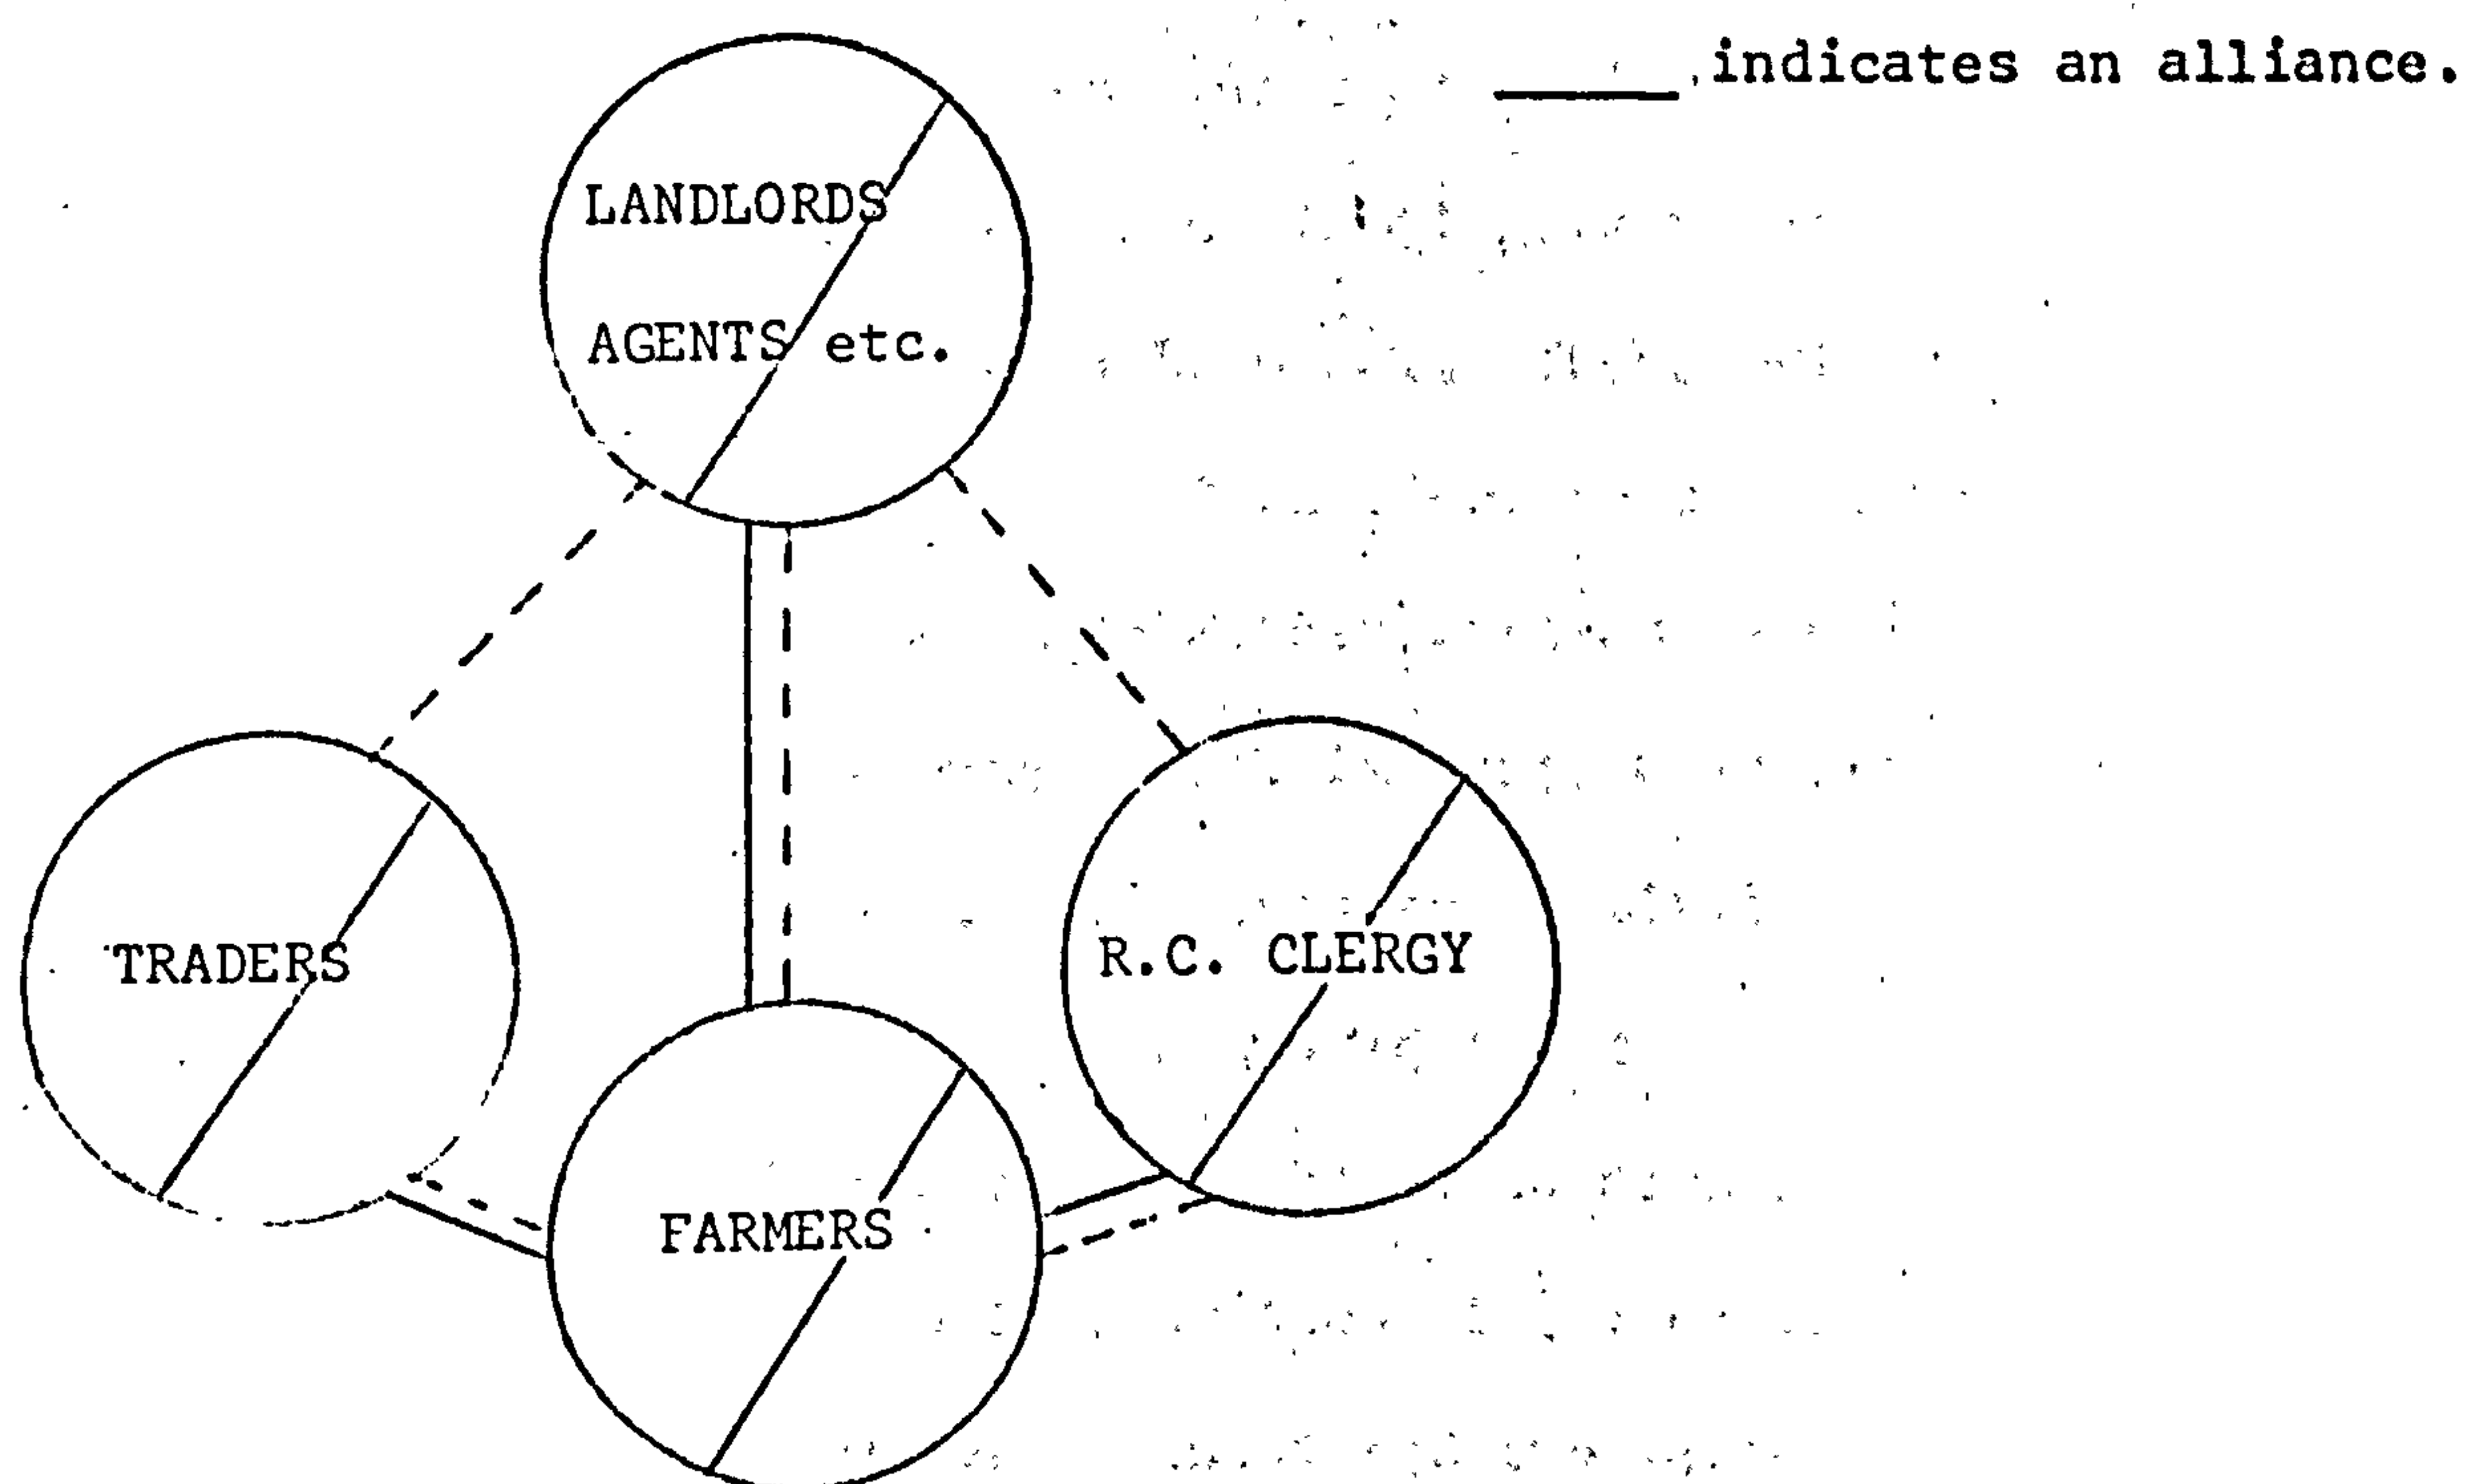 indicates an alliance.
LANDLORDS
AGENTS etc.
TRADERS
R.C. CLERGY
FARMERS